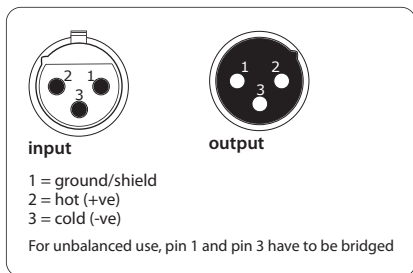 2 1
3
1 2
3
input
output
1 = ground/shield
2 = hot (+ve)
3 = cold (-ve)
For unbalanced use, pin 1 and pin 3 have to be bridged